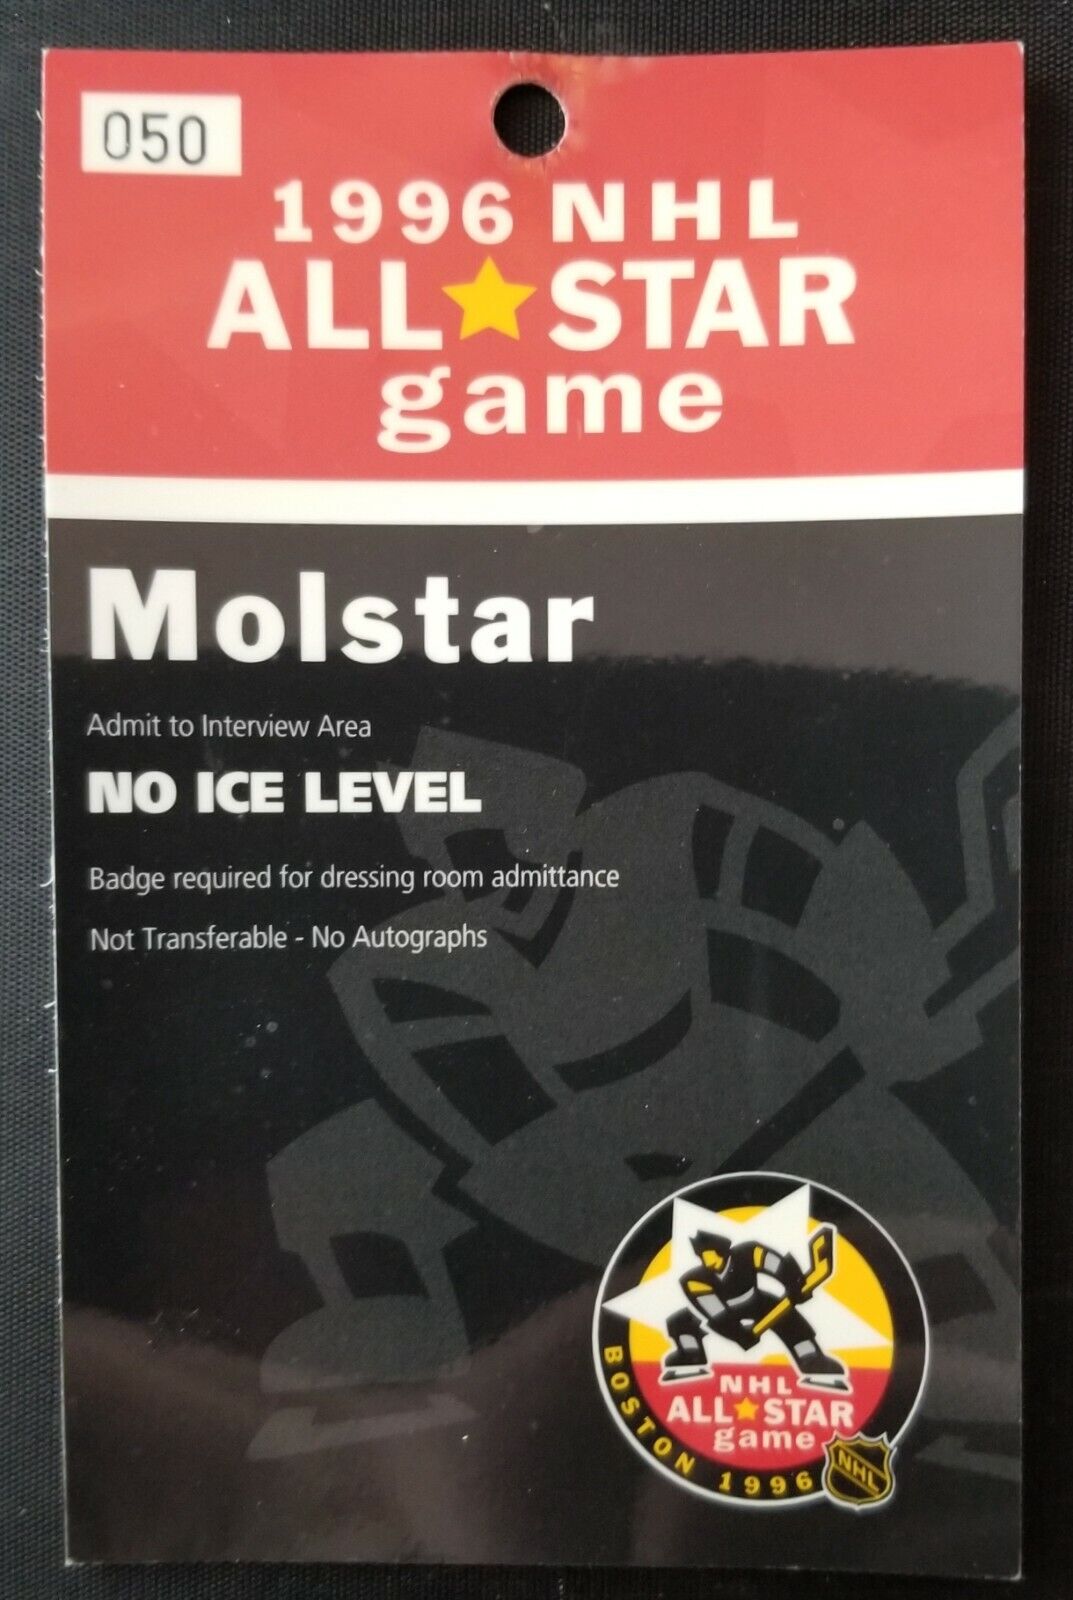 050
1996 NHL
ALL★STAR
game
Molstar
Admit to Interview Area
NO ICE LEVEL
Badge required for dressing room admittance
Not Transferable - No Autographs
NHL
ALL★STAR
game
BOSTON 1996
NHL